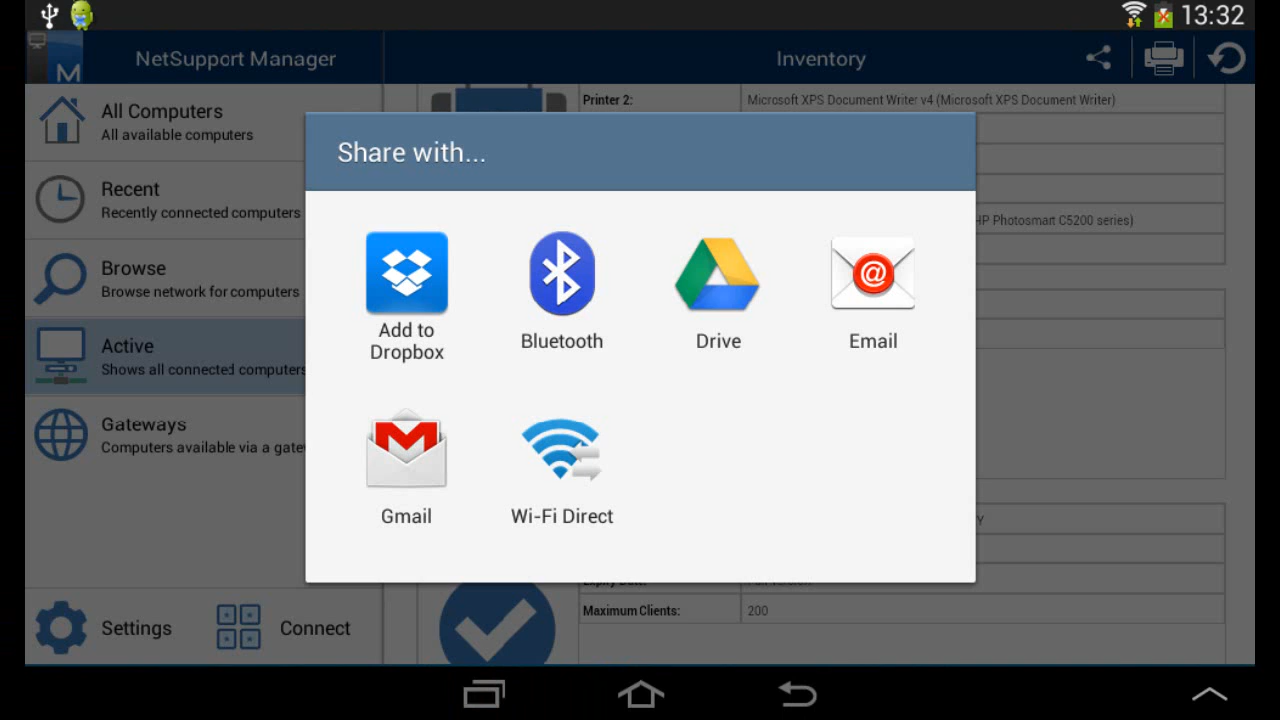 13:32
NetSupport Manager
Inventory
All Computers
All available computers
Recent
Recently connected computers
Browse
Browse network for computers
Active
Shows all connected computers
Gateways
Computers available via a gate
Settings
Connect
Printer 2:
Microsoft XPS Document Writer v4 (Microsoft XPS Document Writer)
HP Photosmart C5200 series)
Share with...
Add to
Dropbox
Bluetooth
Drive
Email
Gmail
Wi-Fi Direct
Maximum Clients:
200